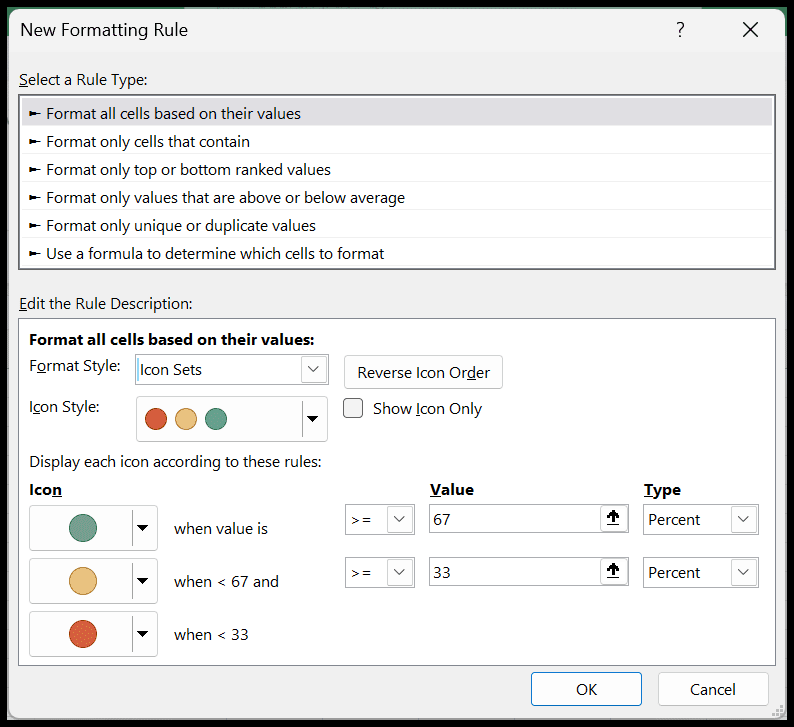 New Formatting Rule ?
Select a Rule Type:
► Format all cells based on their values
► Format only cells that contain
► Format only top or bottom ranked values
► Format only values that are above or below average
► Format only unique or duplicate values
► Use a formula to determine which cells to format
Edit the Rule Description:
Format all cells based on their values:
Format Style: Icon Sets Reverse Icon Order
Icon Style: Show Icon Only
Display each icon according to these rules:
Icon Value Type
when value is >= 67 Percent
when < 67 and >= 33 Percent
when < 33
OK Cancel